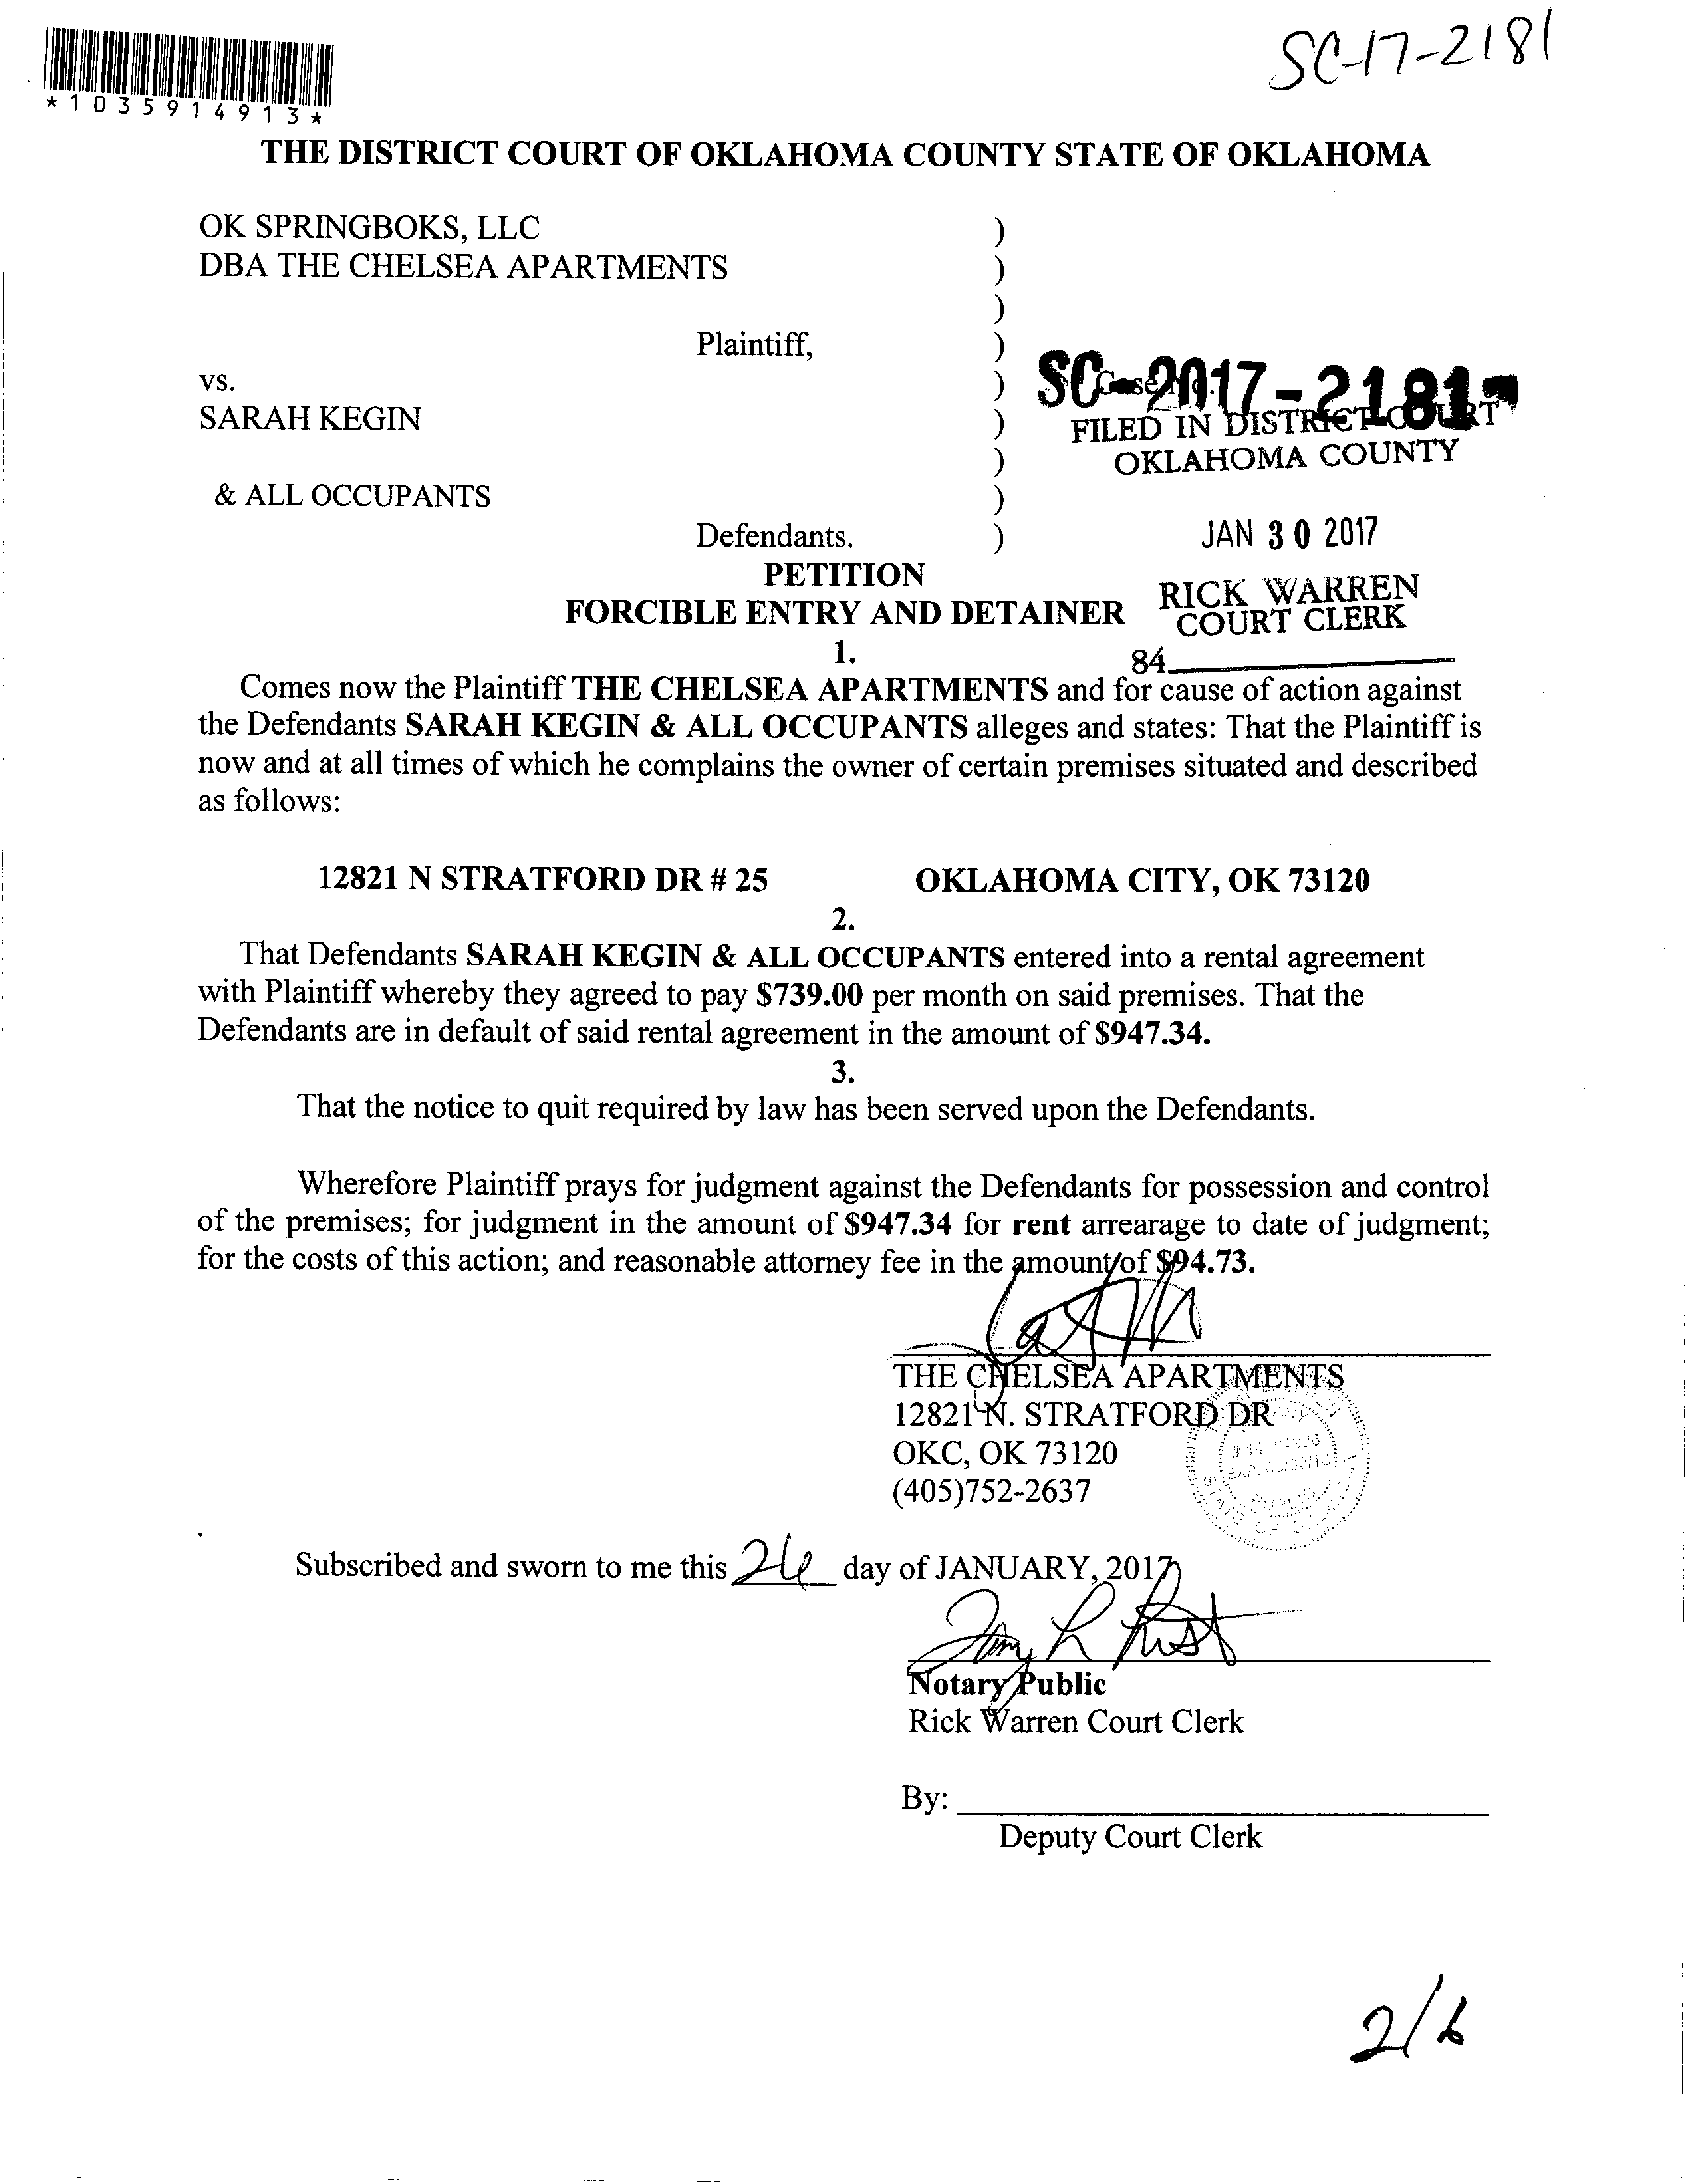 SC-17-2181
*1035914913*
THE DISTRICT COURT OF OKLAHOMA COUNTY STATE OF OKLAHOMA
OK SPRINGBOKS, LLC )
DBA THE CHELSEA APARTMENTS )
)
Plaintiff, )
vs. ) SC-2017-2181-
SARAH KEGIN ) FILED IN DISTRICT COURT
) OKLAHOMA COUNTY
& ALL OCCUPANTS )
Defendants. ) JAN 30 2017
PETITION
FORCIBLE ENTRY AND DETAINER RICK WARREN
COURT CLERK
1.
84
Comes now the Plaintiff THE CHELSEA APARTMENTS and for cause of action against
the Defendants SARAH KEGIN & ALL OCCUPANTS alleges and states: That the Plaintiff is
now and at all times of which he complains the owner of certain premises situated and described
as follows:
12821 N STRATFORD DR # 25 OKLAHOMA CITY, OK 73120
2.
That Defendants SARAH KEGIN & ALL OCCUPANTS entered into a rental agreement
with Plaintiff whereby they agreed to pay $739.00 per month on said premises. That the
Defendants are in default of said rental agreement in the amount of $947.34.
3.
That the notice to quit required by law has been served upon the Defendants.
Wherefore Plaintiff prays for judgment against the Defendants for possession and control
of the premises; for judgment in the amount of $947.34 for rent arrearage to date of judgment;
for the costs of this action; and reasonable attorney fee in the amount of $94.73.
THE CHELSEA APARTMENTS
12821 N. STRATFORD DR
OKC, OK 73120
(405)752-2637
Subscribed and sworn to me this day of JANUARY, 2017
Notary Public
Rick Warren Court Clerk
By:
Deputy Court Clerk